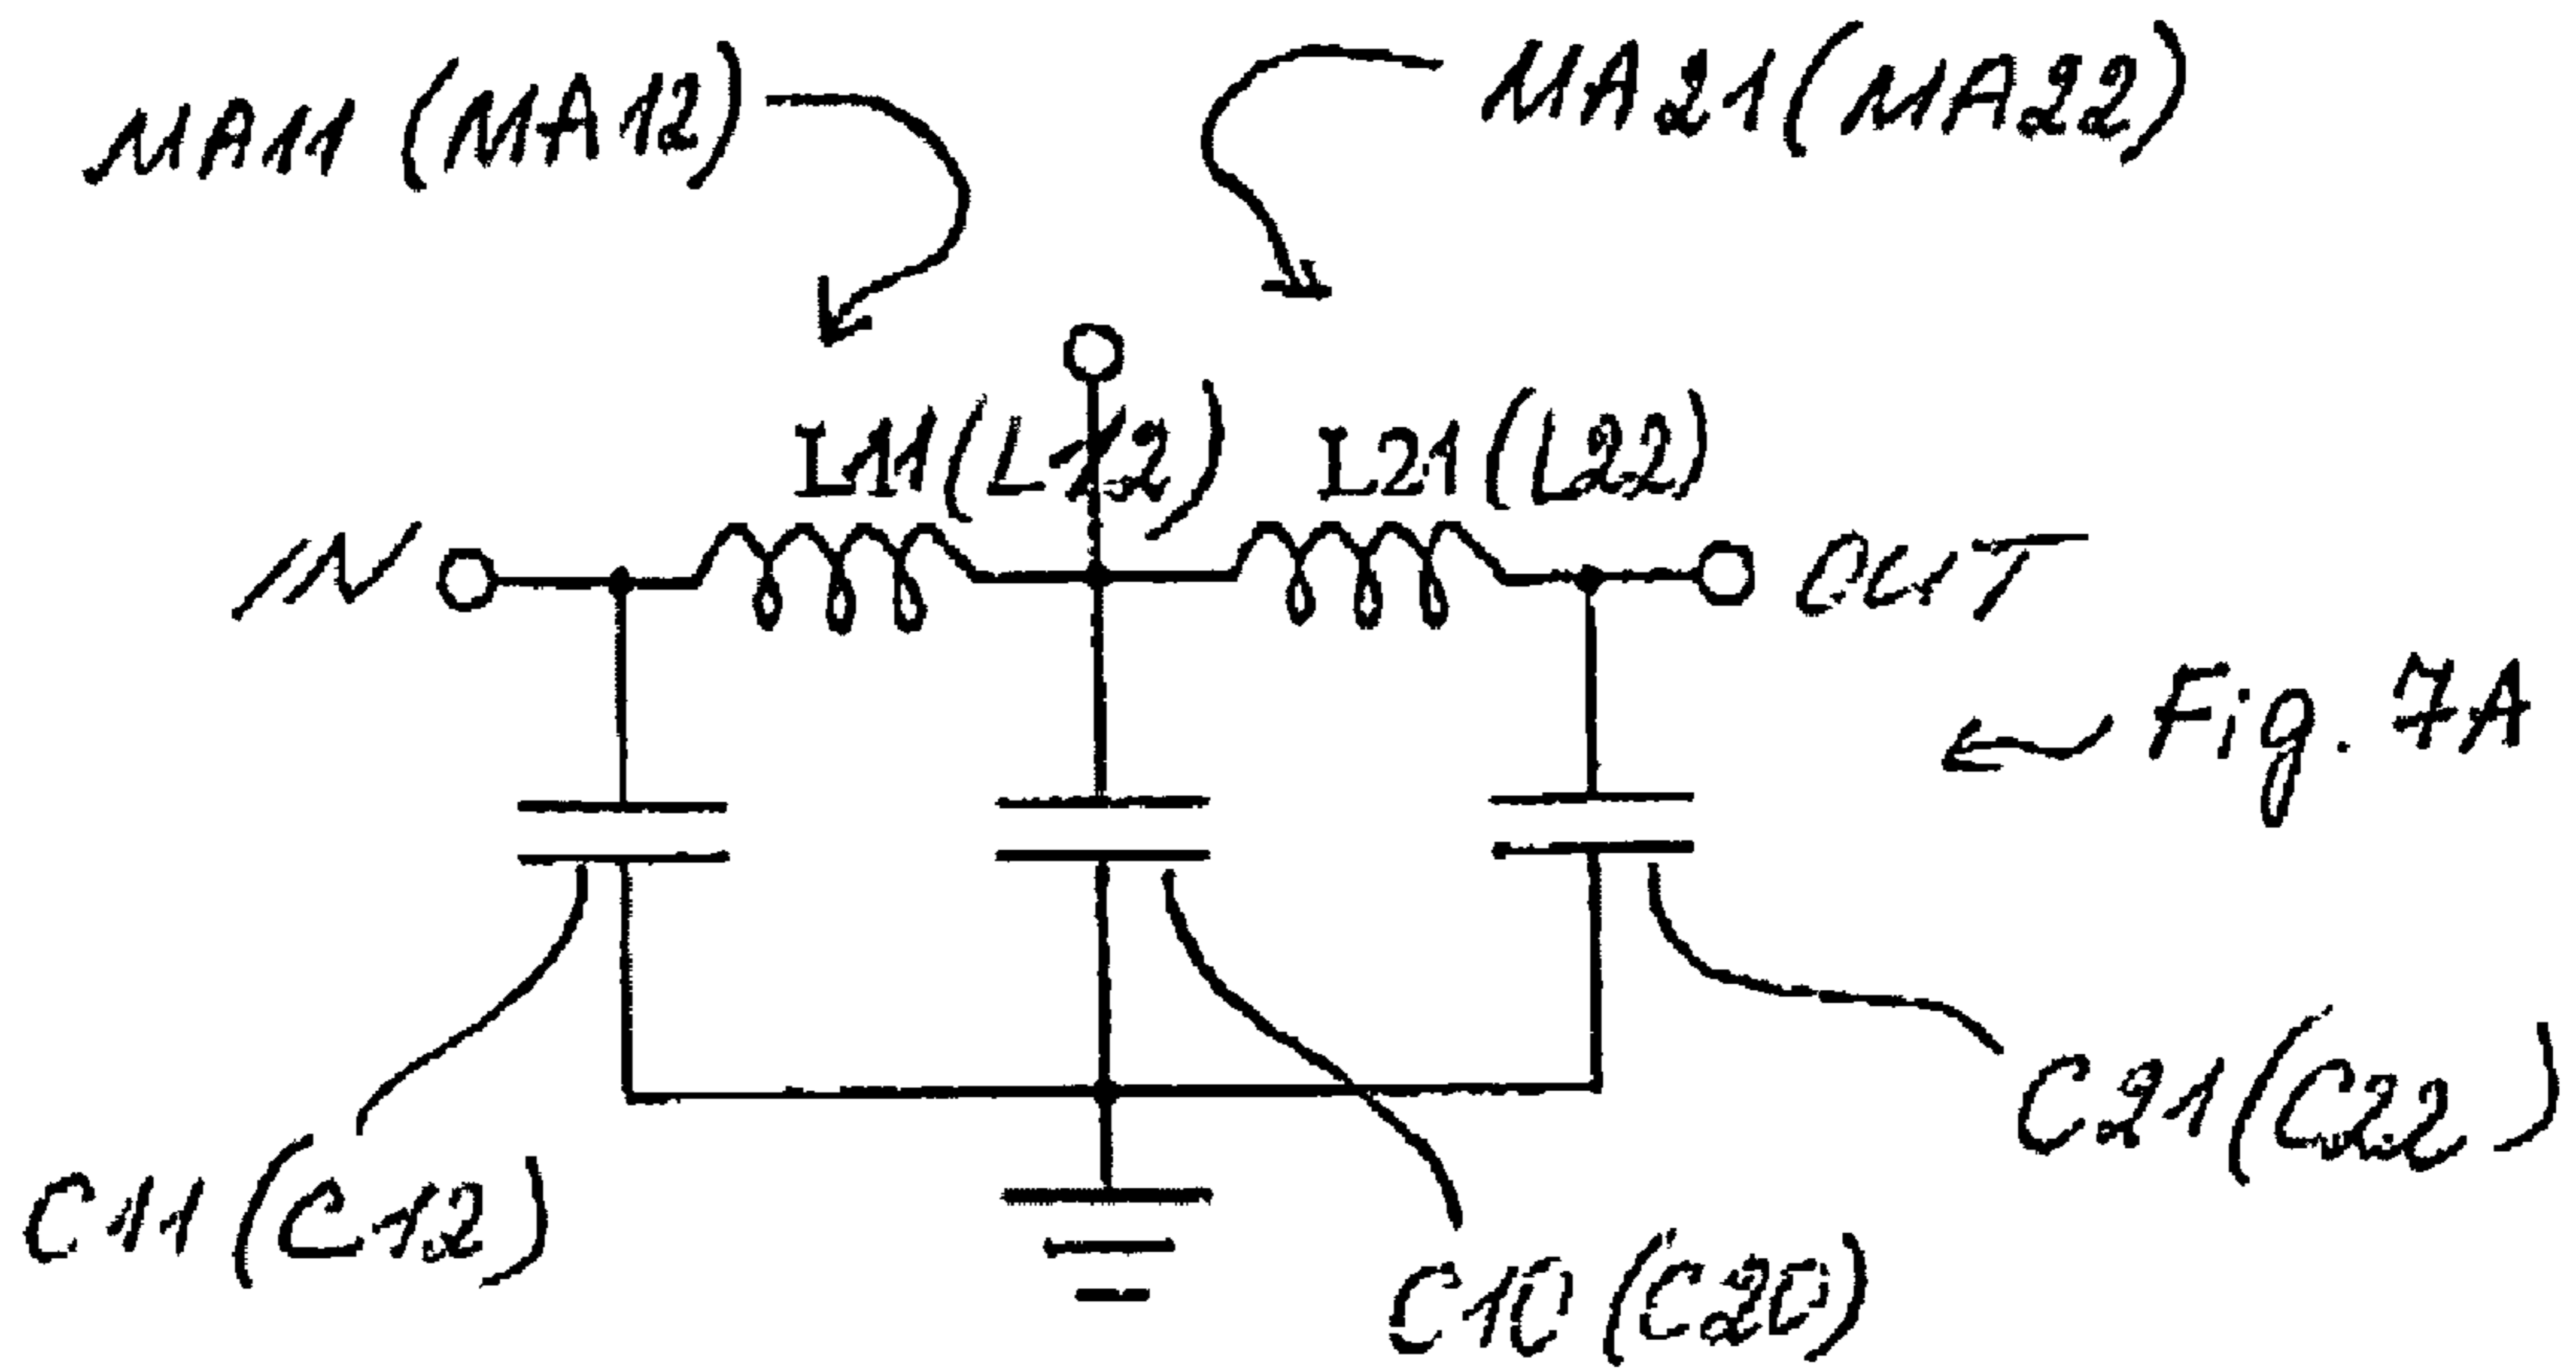 MA11 (MA12)
MA21 (MA22)
L11 (L12)
L21 (L22)
IN
OUT
Fig. 7A
C11 (C12)
C10 (C20)
C21 (C22)